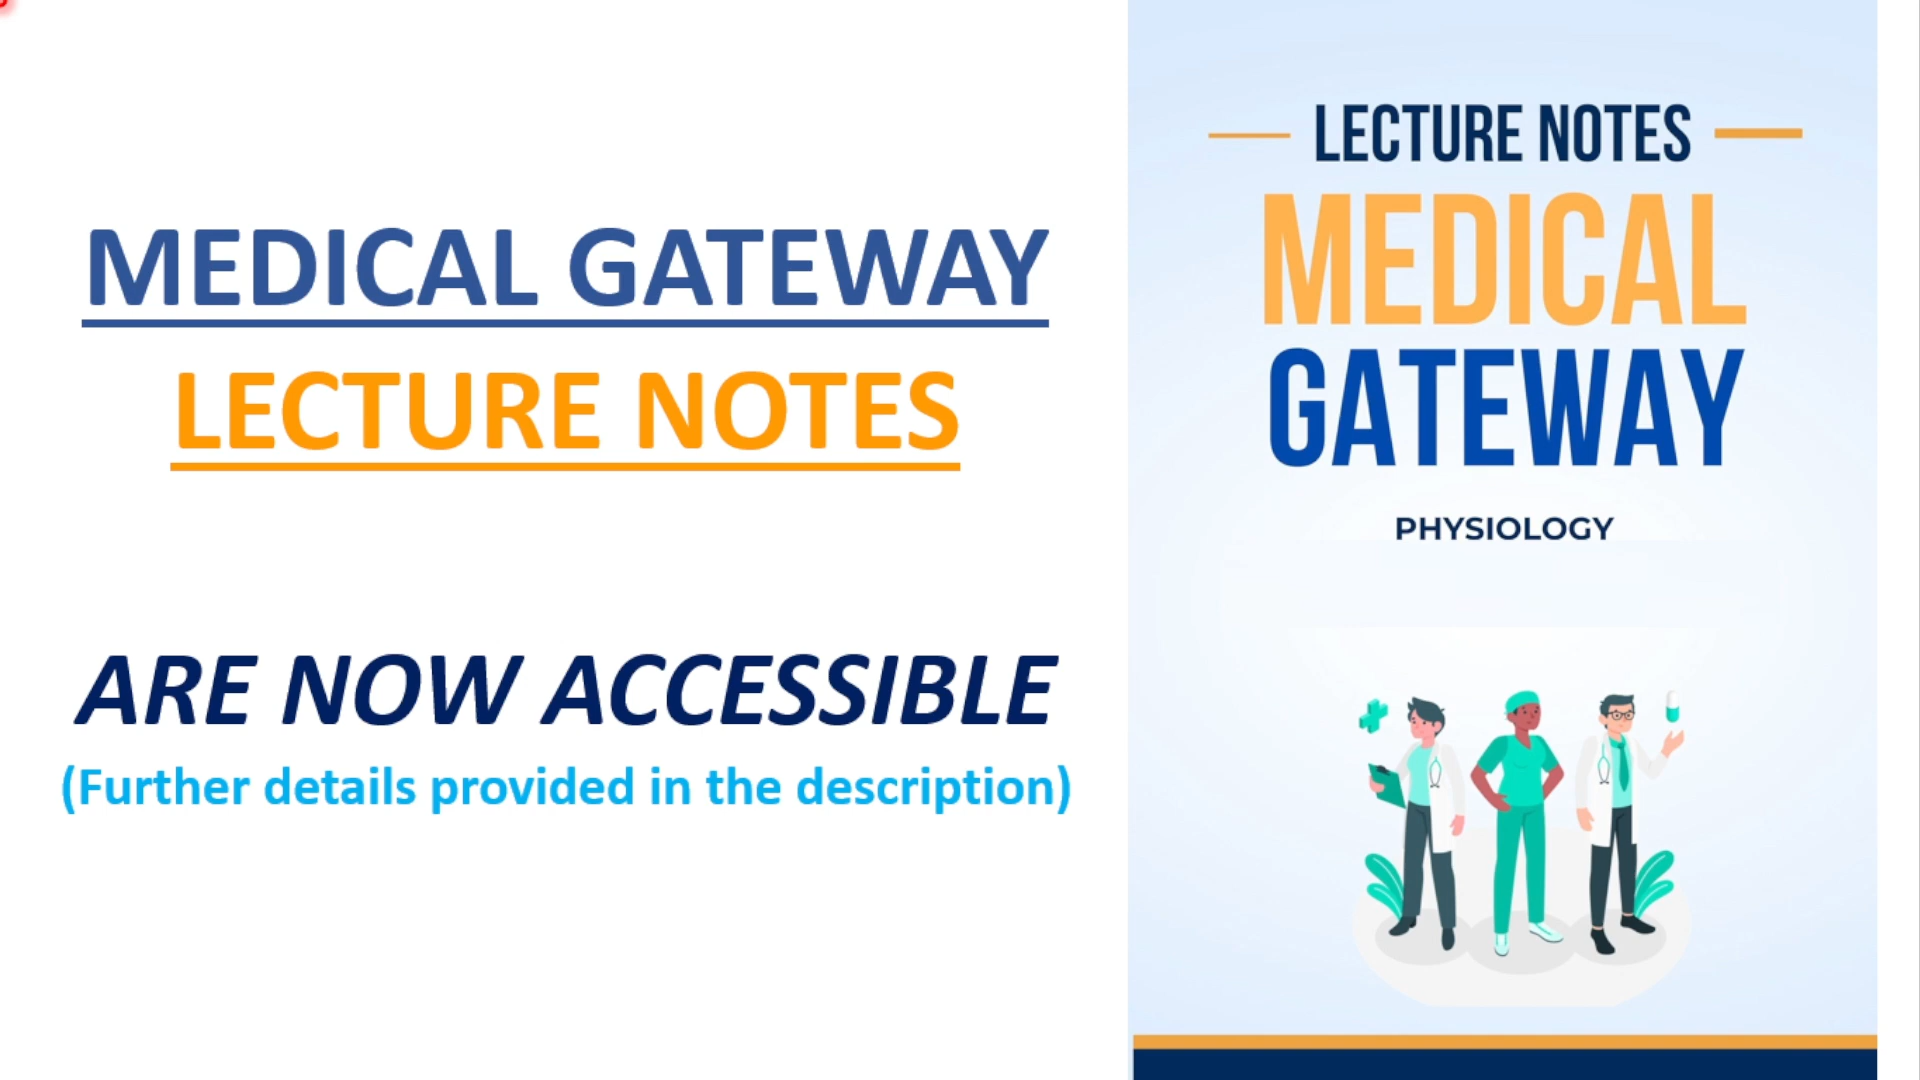 MEDICAL GATEWAY
LECTURE NOTES
ARE NOW ACCESSIBLE
(Further details provided in the description)
LECTURE NOTES
MEDICAL
GATEWAY
PHYSIOLOGY